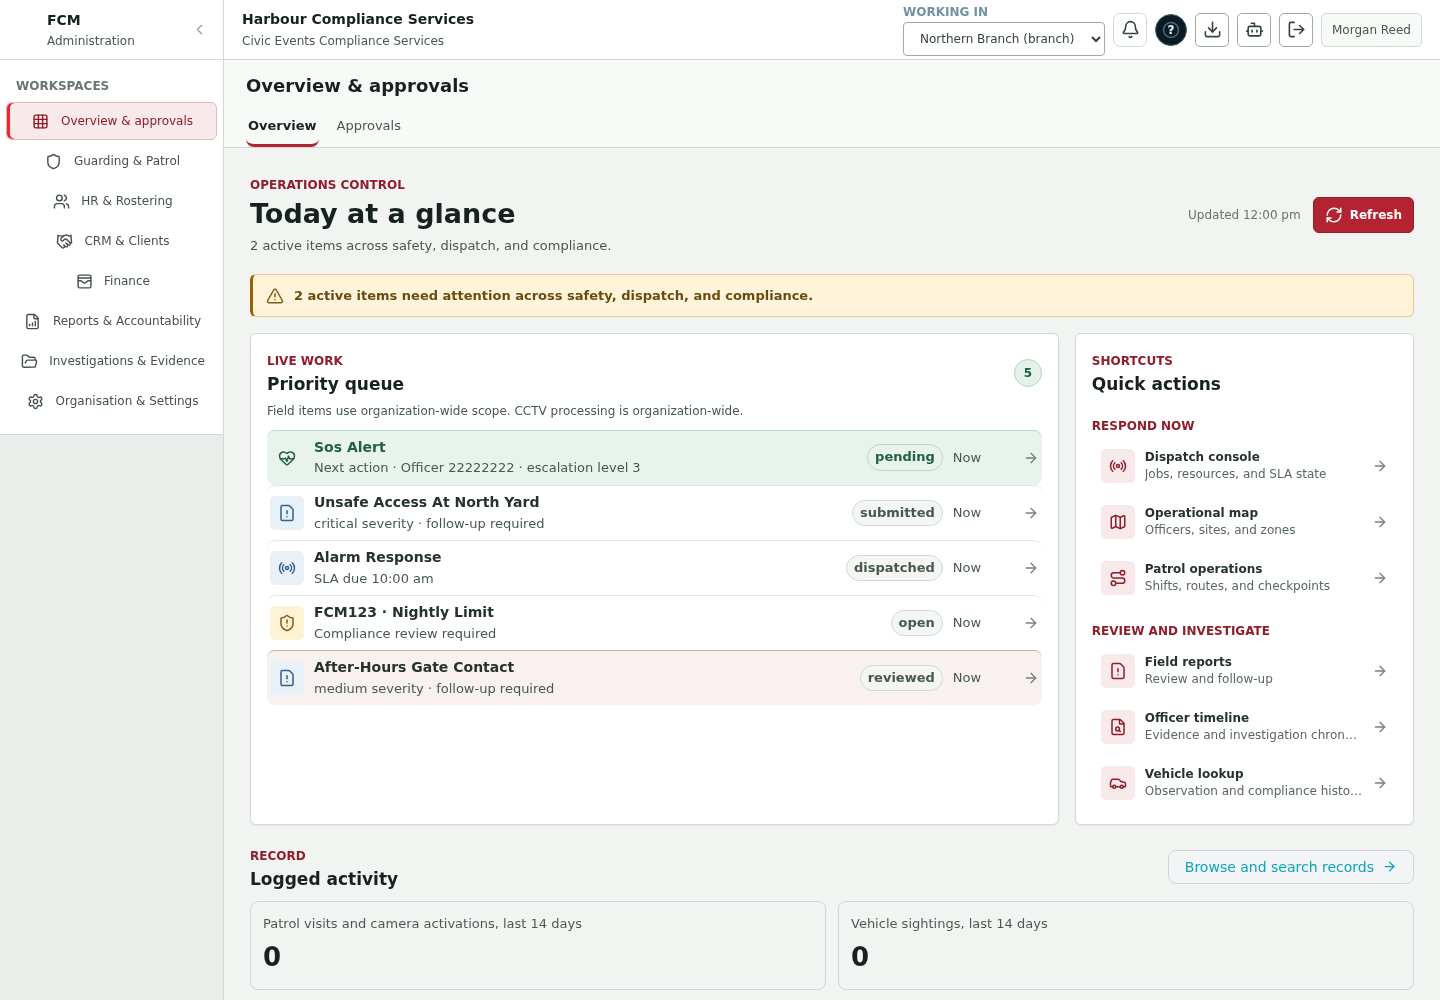 FCM
Administration
WORKSPACES
Overview & approvals
Guarding & Patrol
HR & Rostering
CRM & Clients
Finance
Reports & Accountability
Investigations & Evidence
Organisation & Settings
Harbour Compliance Services
Civic Events Compliance Services
WORKING IN
Northern Branch (branch)
?
Morgan Reed
Overview & approvals
Overview
Approvals
OPERATIONS CONTROL
Today at a glance
2 active items across safety, dispatch, and compliance.
Updated 12:00 pm
Refresh
2 active items need attention across safety, dispatch, and compliance.
LIVE WORK
Priority queue
5
Field items use organization-wide scope. CCTV processing is organization-wide.
Sos Alert
Next action · Officer 22222222 · escalation level 3
pending
Now
Unsafe Access At North Yard
critical severity · follow-up required
submitted
Now
Alarm Response
SLA due 10:00 am
dispatched
Now
FCM123 · Nightly Limit
Compliance review required
open
Now
After-Hours Gate Contact
medium severity · follow-up required
reviewed
Now
SHORTCUTS
Quick actions
RESPOND NOW
Dispatch console
Jobs, resources, and SLA state
Operational map
Officers, sites, and zones
Patrol operations
Shifts, routes, and checkpoints
REVIEW AND INVESTIGATE
Field reports
Review and follow-up
Officer timeline
Evidence and investigation chron…
Vehicle lookup
Observation and compliance histo…
RECORD
Logged activity
Browse and search records
Patrol visits and camera activations, last 14 days
0
Vehicle sightings, last 14 days
0